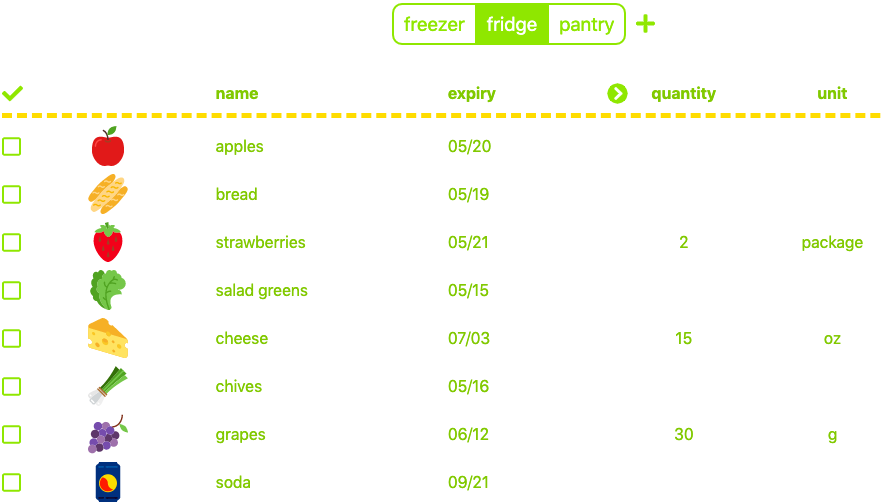 freezer fridge pantry +
name expiry quantity unit
apples 05/20
bread 05/19
strawberries 05/21 2 package
salad greens 05/15
cheese 07/03 15 oz
chives 05/16
grapes 06/12 30 g
soda 09/21